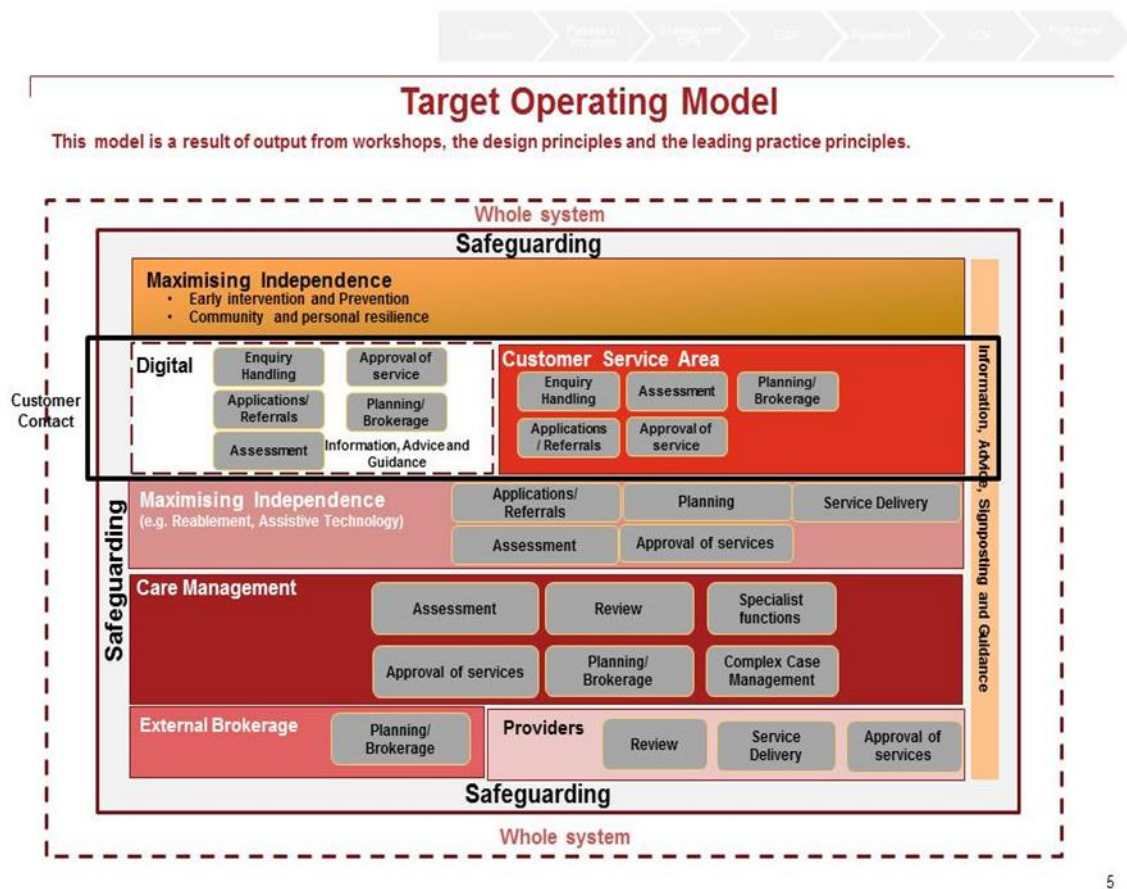 Context
Reablement
Target Operating Model
This model is a result of output from workshops, the design principles and the leading practice principles.
Whole system
Safeguarding
Maximising Independence
• Early intervention and Prevention
• Community and personal resilience
Customer
Contact
Digital
Enquiry
Handling
Approval of
service
Applications/
Referrals
Planning/
Brokerage
Assessment
Information, Advice and
Guidance
Customer Service Area
Enquiry
Handling
Assessment
Planning/
Brokerage
Applications
/ Referrals
Approval of
service
Information, Advice, Signposting and Guidance
Safeguarding
Maximising Independence
(e.g. Reablement, Assistive Technology)
Applications/
Referrals
Planning
Service Delivery
Assessment
Approval of services
Care Management
Assessment
Review
Specialist
functions
Approval of services
Planning/
Brokerage
Complex Case
Management
External Brokerage
Planning/
Brokerage
Providers
Review
Service
Delivery
Approval of
services
Safeguarding
Whole system
5